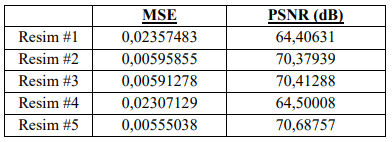 MSE PSNR (dB)
Resim #1 0,02357483 64,40631
Resim #2 0,00595855 70,37939
Resim #3 0,00591278 70,41288
Resim #4 0,02307129 64,50008
Resim #5 0,00555038 70,68757